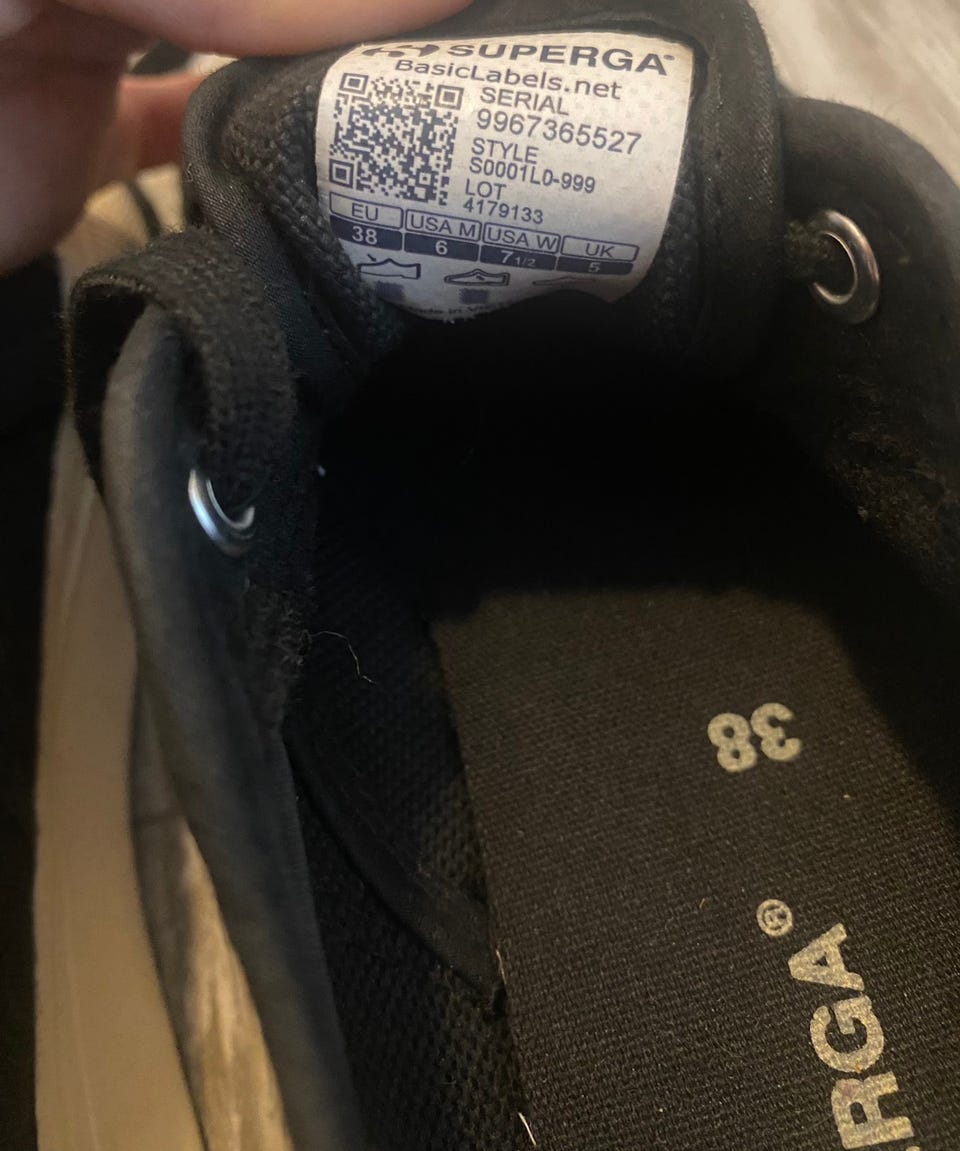 SUPERGA®
BasicLabels.net
SERIAL
9967365527
STYLE
S0001L0-999
LOT
4179133
EU USA M USA W UK
38 6 7 1/2 5
38
®
RGA